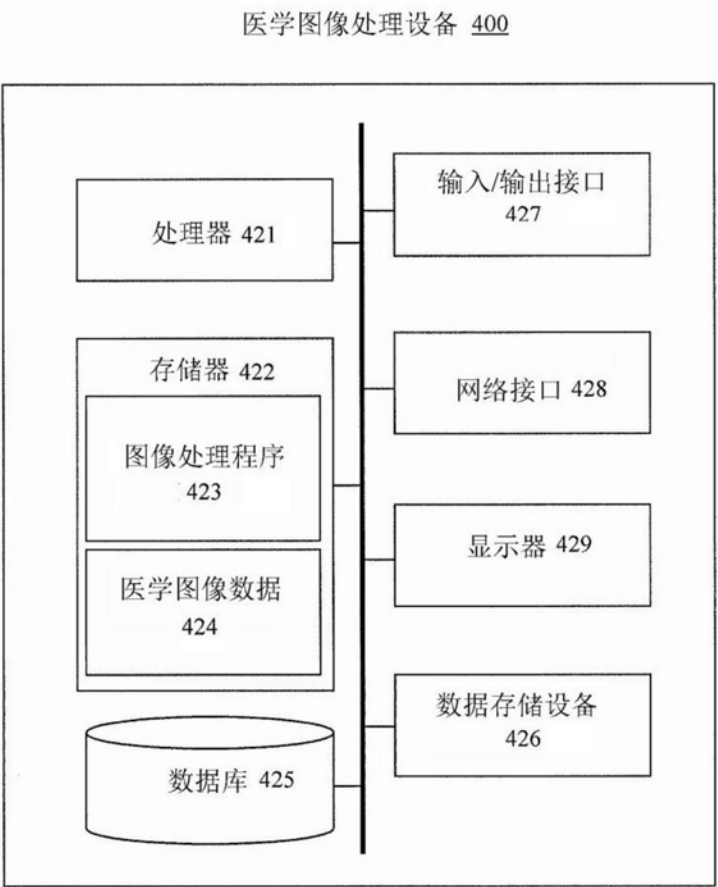 医学图像处理设备 400
处理器 421
存储器 422
图像处理程序
423
医学图像数据
424
数据库 425
输入/输出接口
427
网络接口 428
显示器 429
数据存储设备
426